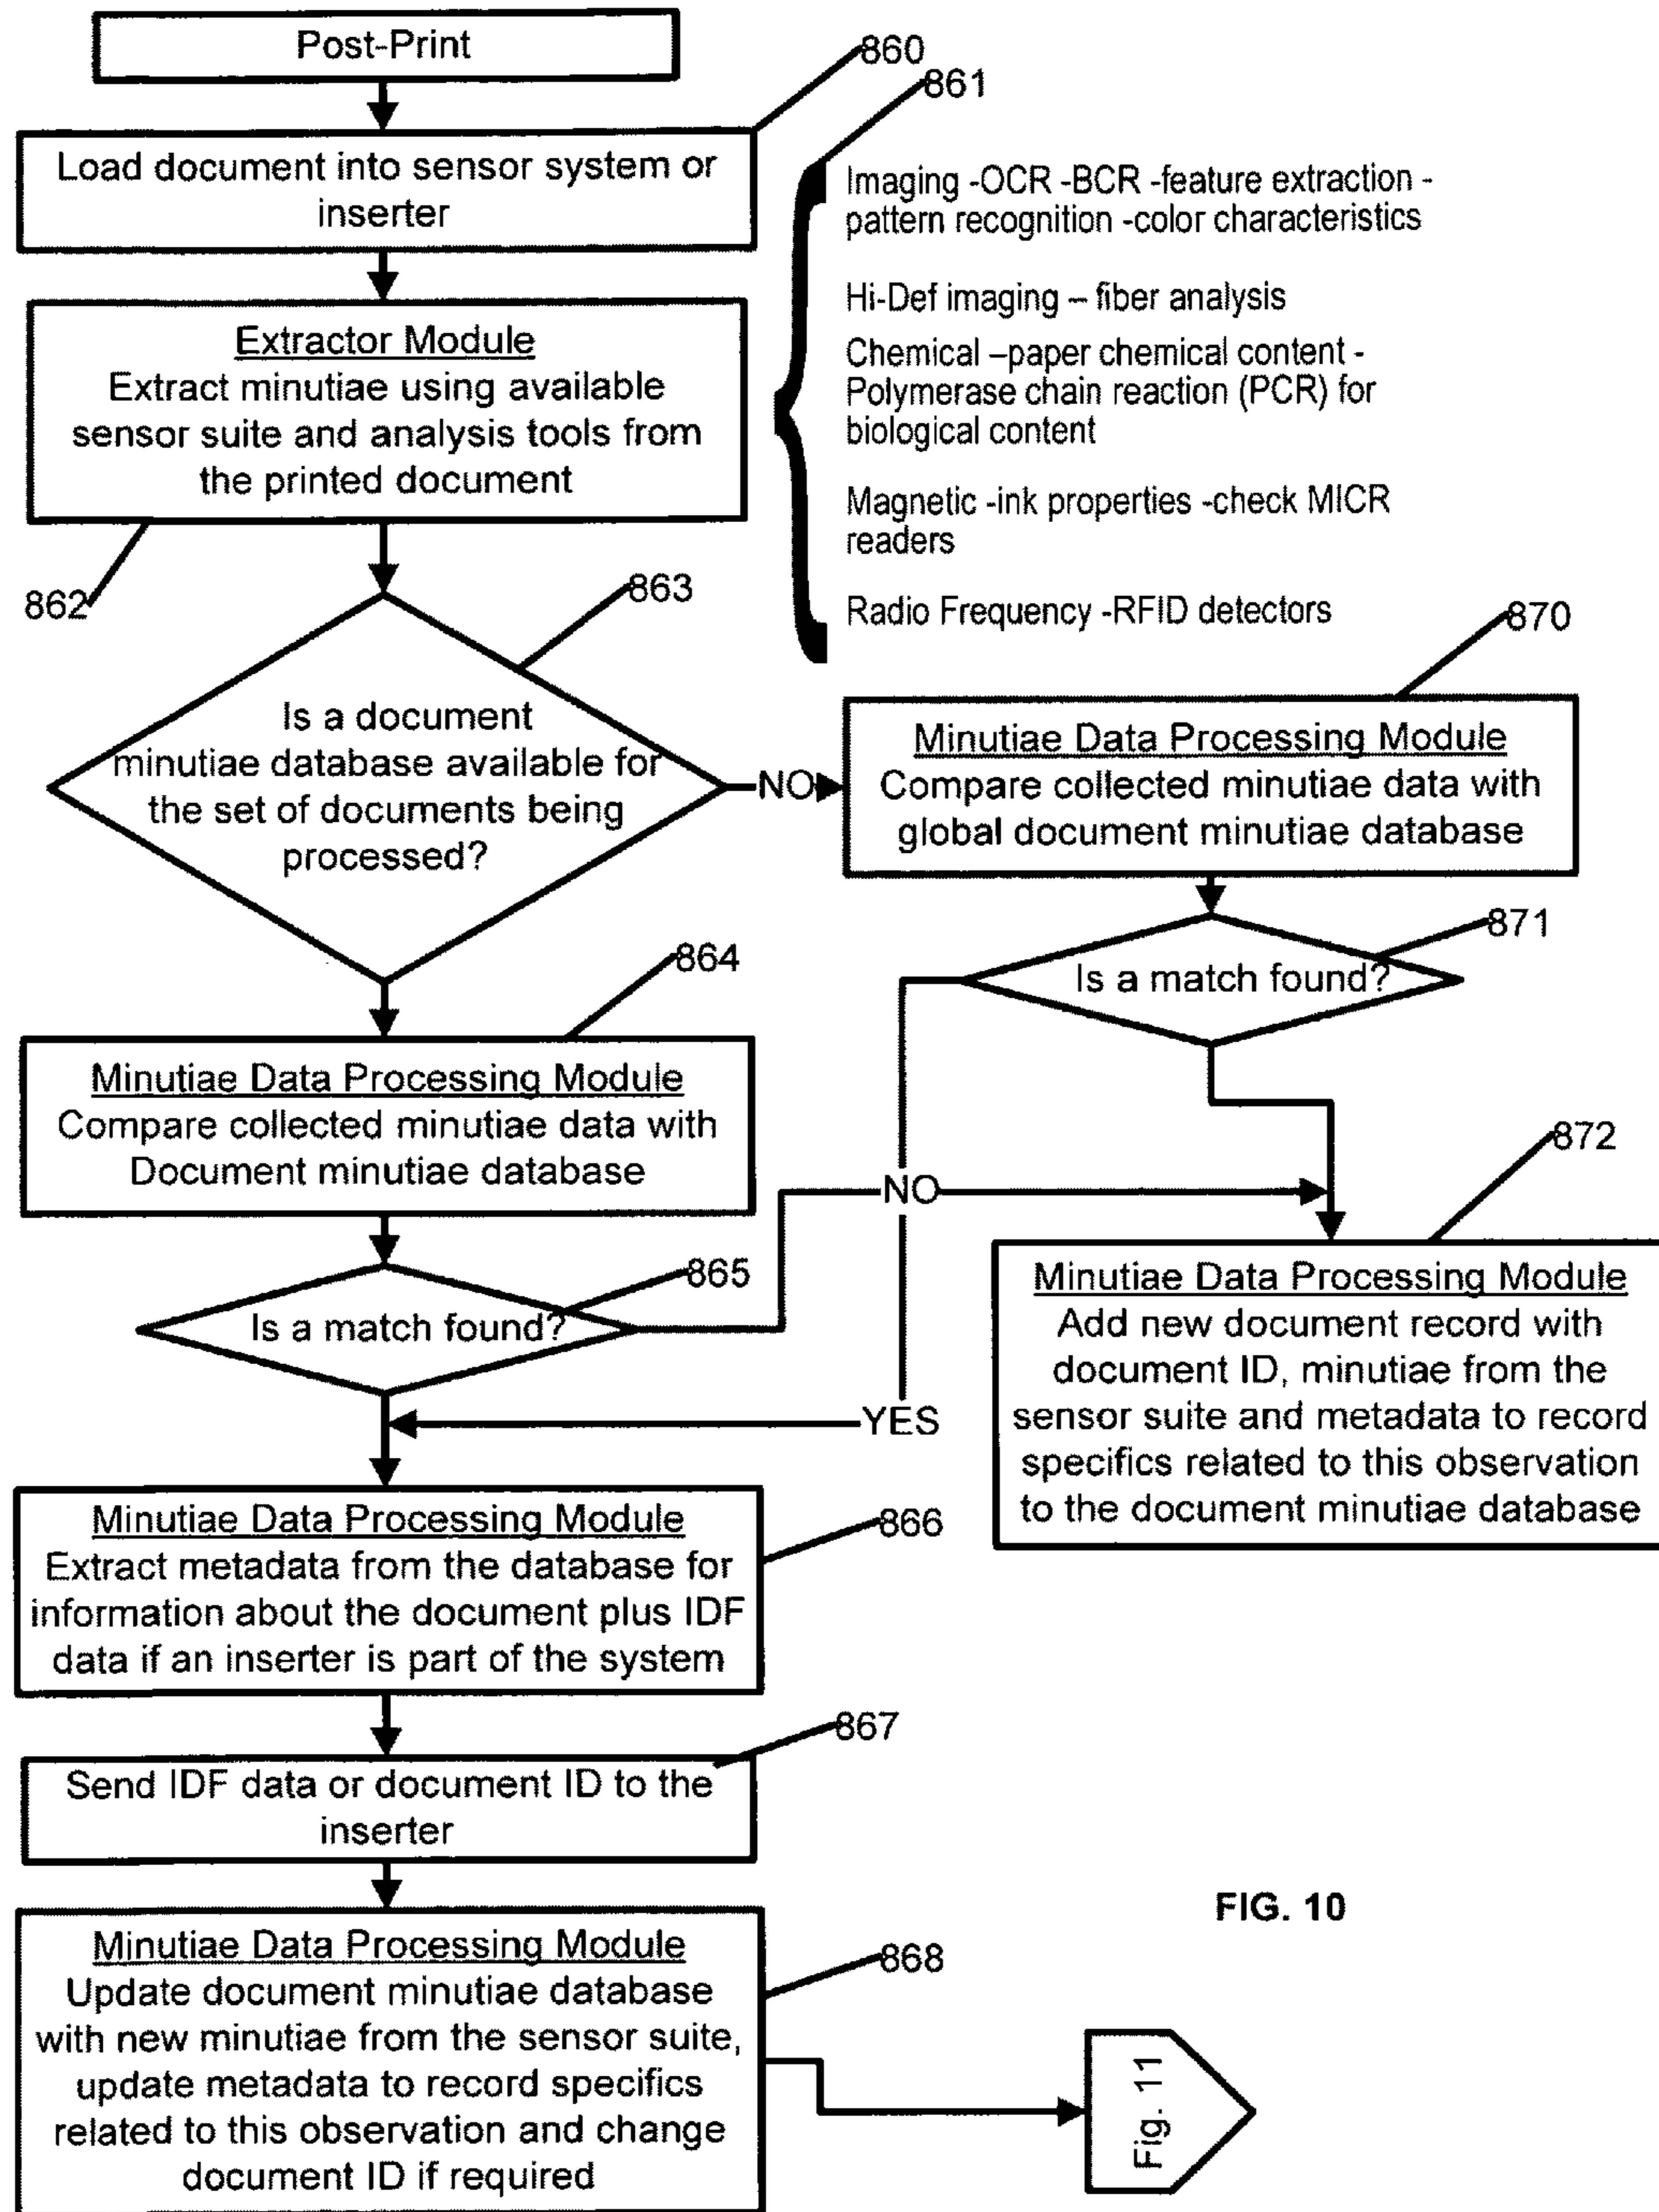 Post-Print
860
861
Load document into sensor system or
inserter
Imaging -OCR -BCR -feature extraction -
pattern recognition -color characteristics
Hi-Def imaging – fiber analysis
Chemical –paper chemical content -
Polymerase chain reaction (PCR) for
biological content
Magnetic -ink properties -check MICR
readers
Radio Frequency -RFID detectors
Extractor Module
Extract minutiae using available
sensor suite and analysis tools from
the printed document
862
863
Is a document
minutiae database available for
the set of documents being
processed?
NO
870
Minutiae Data Processing Module
Compare collected minutiae data with
global document minutiae database
871
Is a match found?
864
Minutiae Data Processing Module
Compare collected minutiae data with
Document minutiae database
865
Is a match found?
NO
YES
872
Minutiae Data Processing Module
Add new document record with
document ID, minutiae from the
sensor suite and metadata to record
specifics related to this observation
to the document minutiae database
866
Minutiae Data Processing Module
Extract metadata from the database for
information about the document plus IDF
data if an inserter is part of the system
867
Send IDF data or document ID to the
inserter
868
Minutiae Data Processing Module
Update document minutiae database
with new minutiae from the sensor suite,
update metadata to record specifics
related to this observation and change
document ID if required
FIG. 10
Fig. 11